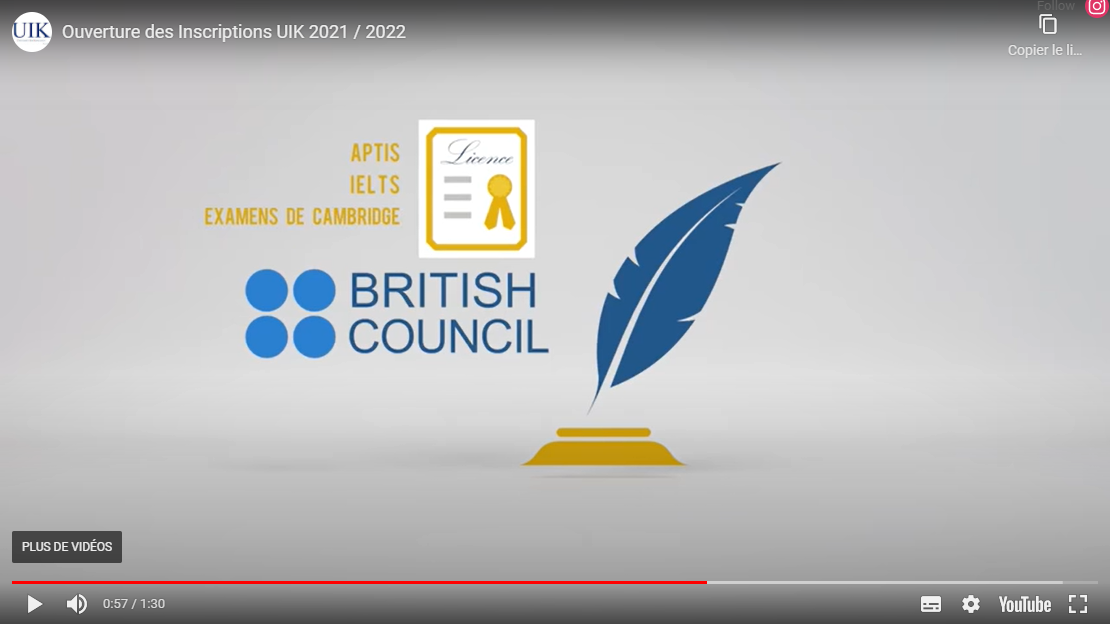 Follow
UIK
Ouverture des Inscriptions UIK 2021 / 2022
Copier le li...
APTIS
IELTS
EXAMENS DE CAMBRIDGE
Licence
BRITISH
COUNCIL
PLUS DE VIDÉOS
0:57 / 1:30
YouTube